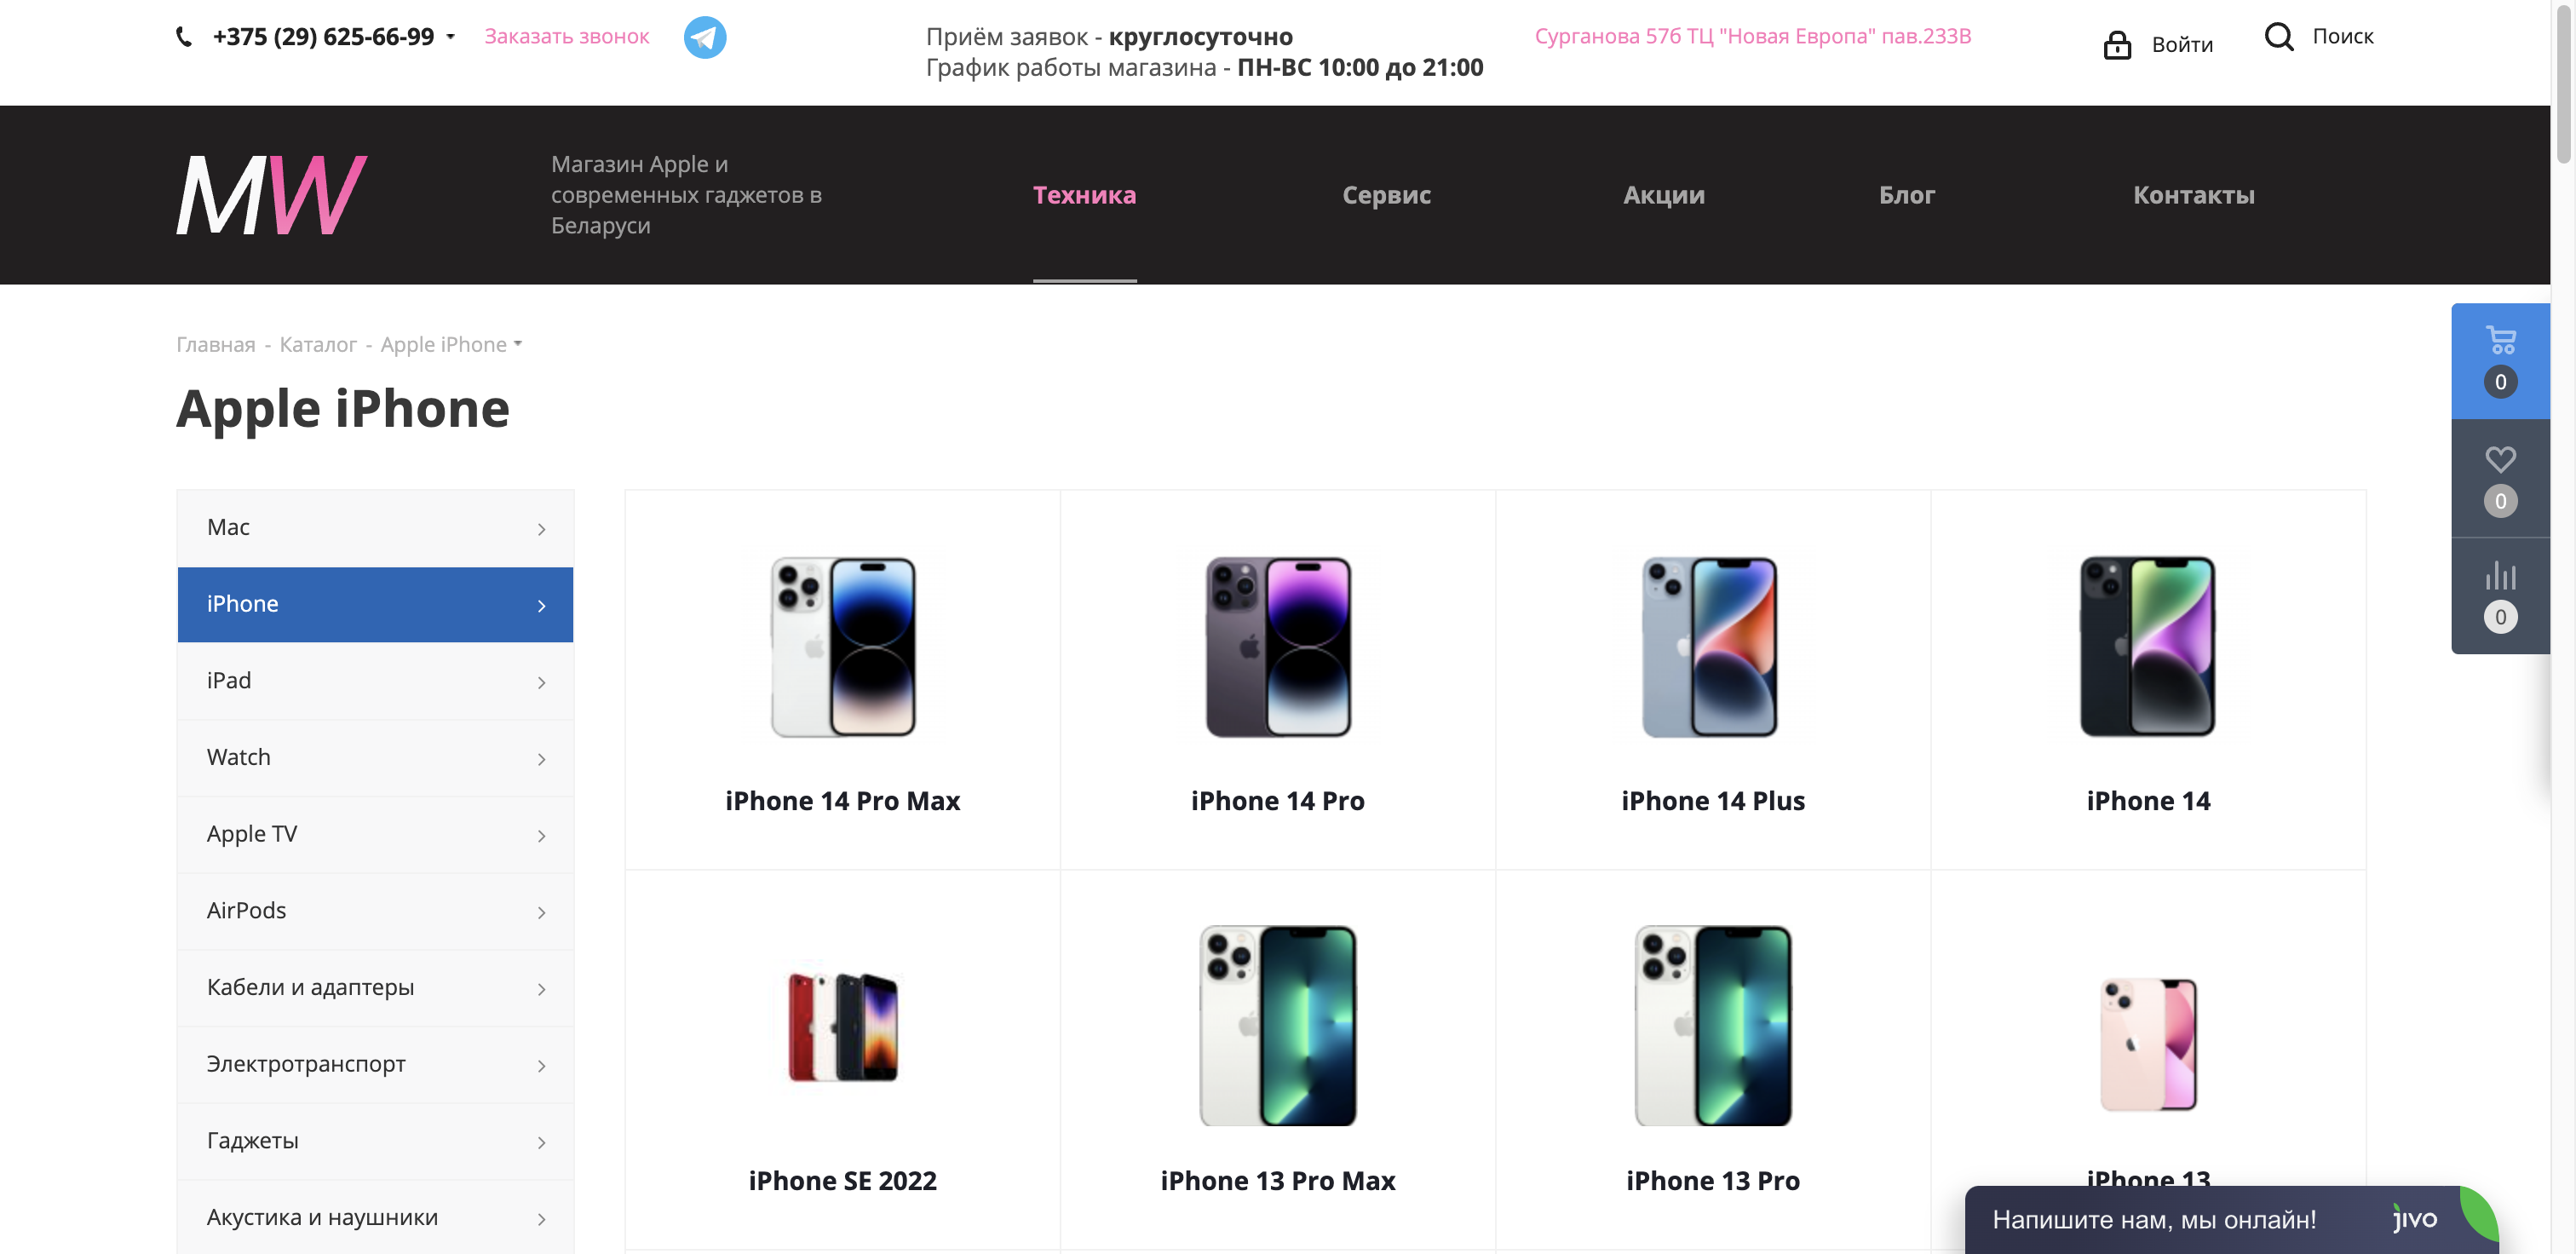 +375 (29) 625-66-99
Заказать звонок
Приём заявок - круглосуточно
График работы магазина - ПН-ВС 10:00 до 21:00
Сурганова 57б ТЦ "Новая Европа" пав.233В
Войти
Поиск
MW
Магазин Apple и
современных гаджетов в
Беларуси
Техника
Сервис
Акции
Блог
Контакты
Главная - Каталог - Apple iPhone
Apple iPhone
0
0
0
Mac
iPhone
iPad
Watch
Apple TV
AirPods
Кабели и адаптеры
Электротранспорт
Гаджеты
Акустика и наушники
iPhone 14 Pro Max
iPhone 14 Pro
iPhone 14 Plus
iPhone 14
iPhone SE 2022
iPhone 13 Pro Max
iPhone 13 Pro
iPhone 13
Напишите нам, мы онлайн!
jivo